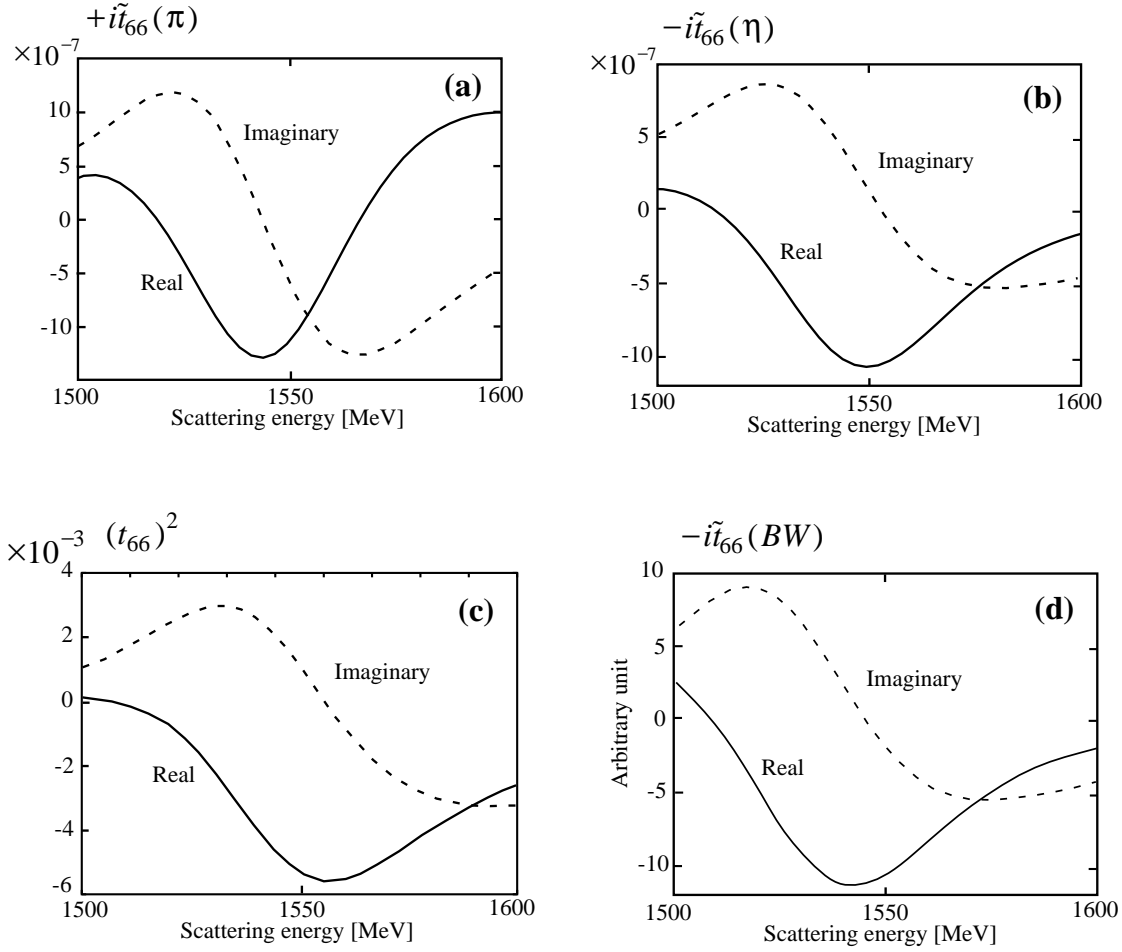 +it̃₆₆(π)
×10⁻⁷
(a)
10
5
0
-5
-10
Imaginary
Real
1500 1550 1600
Scattering energy [MeV]
−it̃₆₆(η)
×10⁻⁷
(b)
5
0
-5
-10
Imaginary
Real
1500 1550 1600
Scattering energy [MeV]
×10⁻³ (t₆₆)²
(c)
4
2
0
-2
-4
-6
Imaginary
Real
1500 1550 1600
Scattering energy [MeV]
−it̃₆₆(BW)
(d)
10
5
0
-5
-10
Arbitrary unit
Imaginary
Real
1500 1550 1600
Scattering energy [MeV]